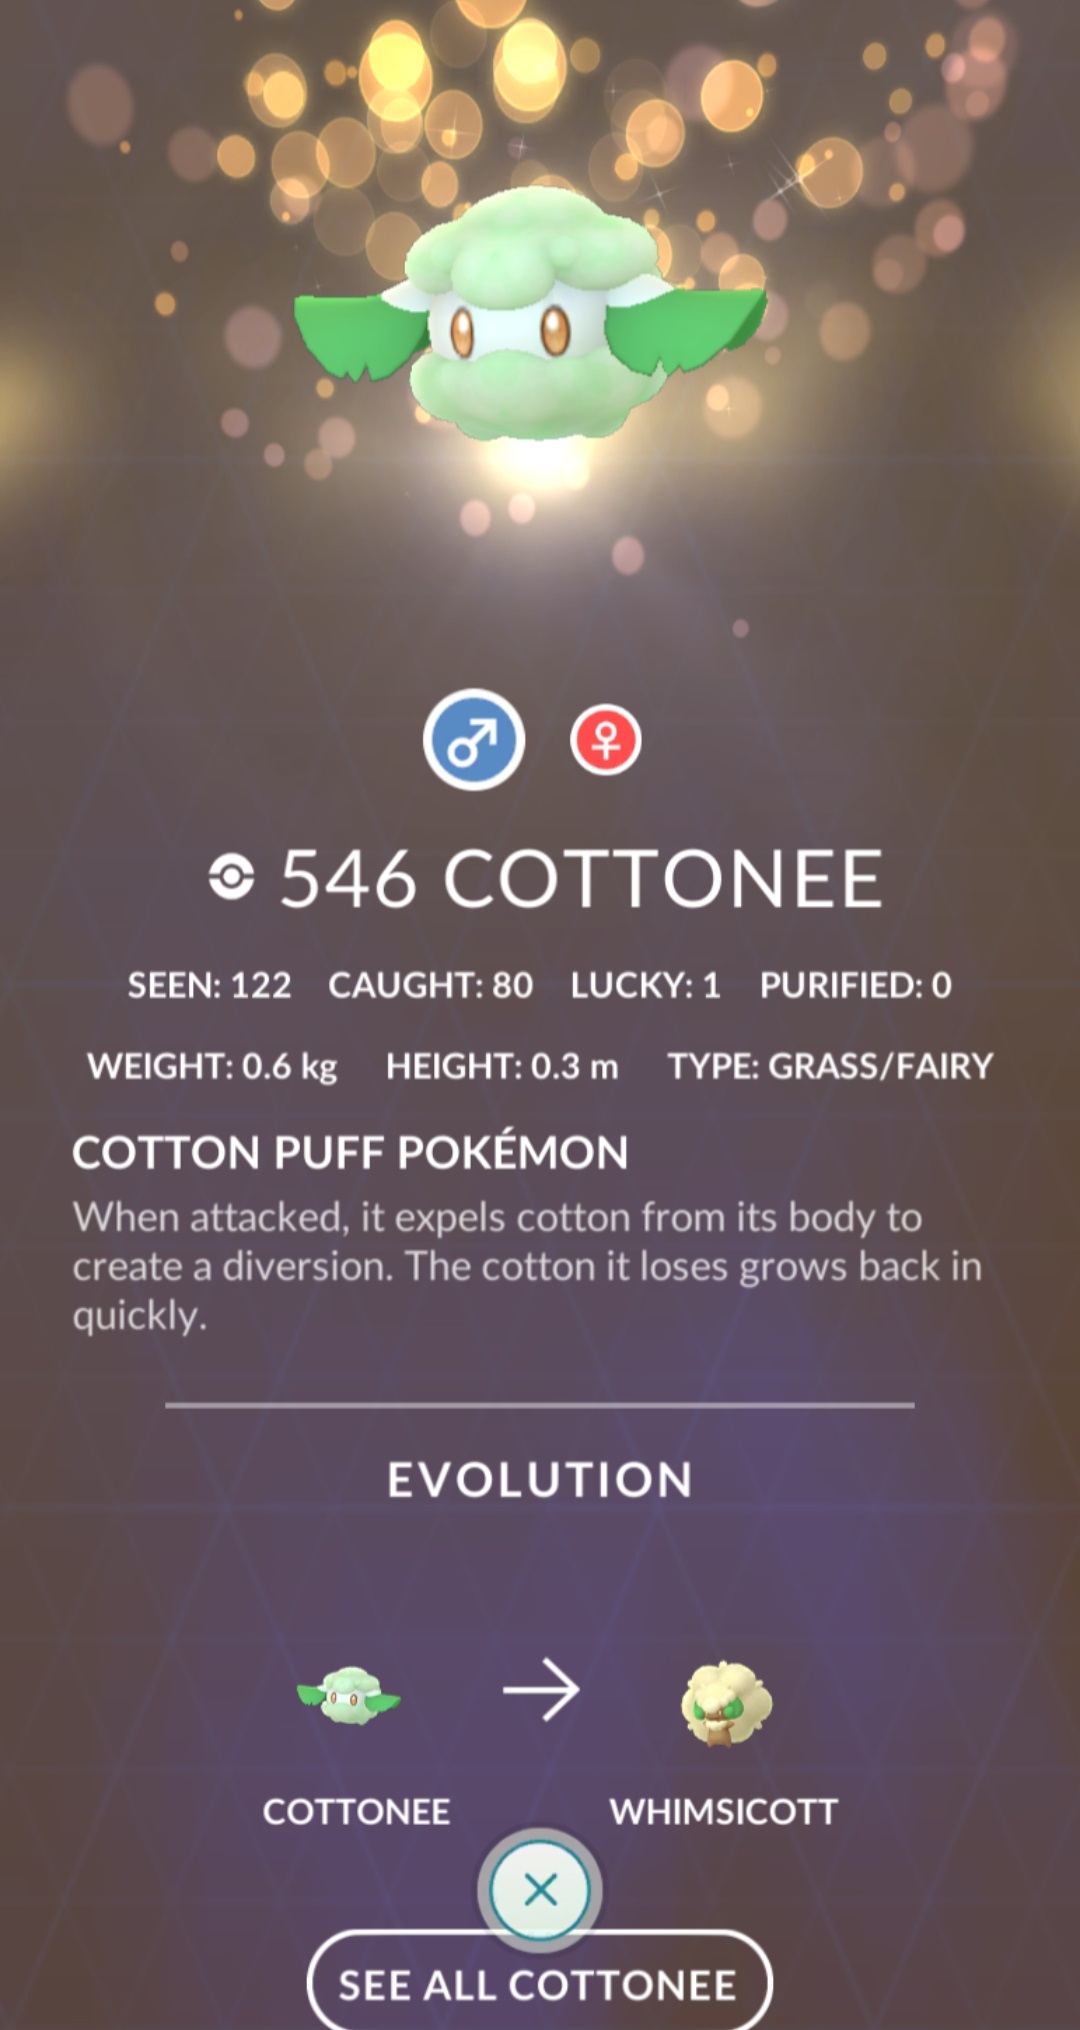 546 COTTONEE
SEEN: 122 CAUGHT: 80 LUCKY: 1 PURIFIED: 0
WEIGHT: 0.6 kg HEIGHT: 0.3 m TYPE: GRASS/FAIRY
COTTON PUFF POKÉMON
When attacked, it expels cotton from its body to
create a diversion. The cotton it loses grows back in
quickly.
EVOLUTION
COTTONEE WHIMSICOTT
SEE ALL COTTONEE